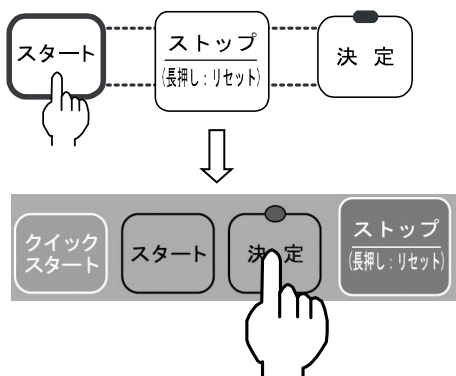 スタート
ストップ
(長押し：リセット)
決 定
クイック
スタート
スタート
決 定
ストップ
(長押し：リセット)